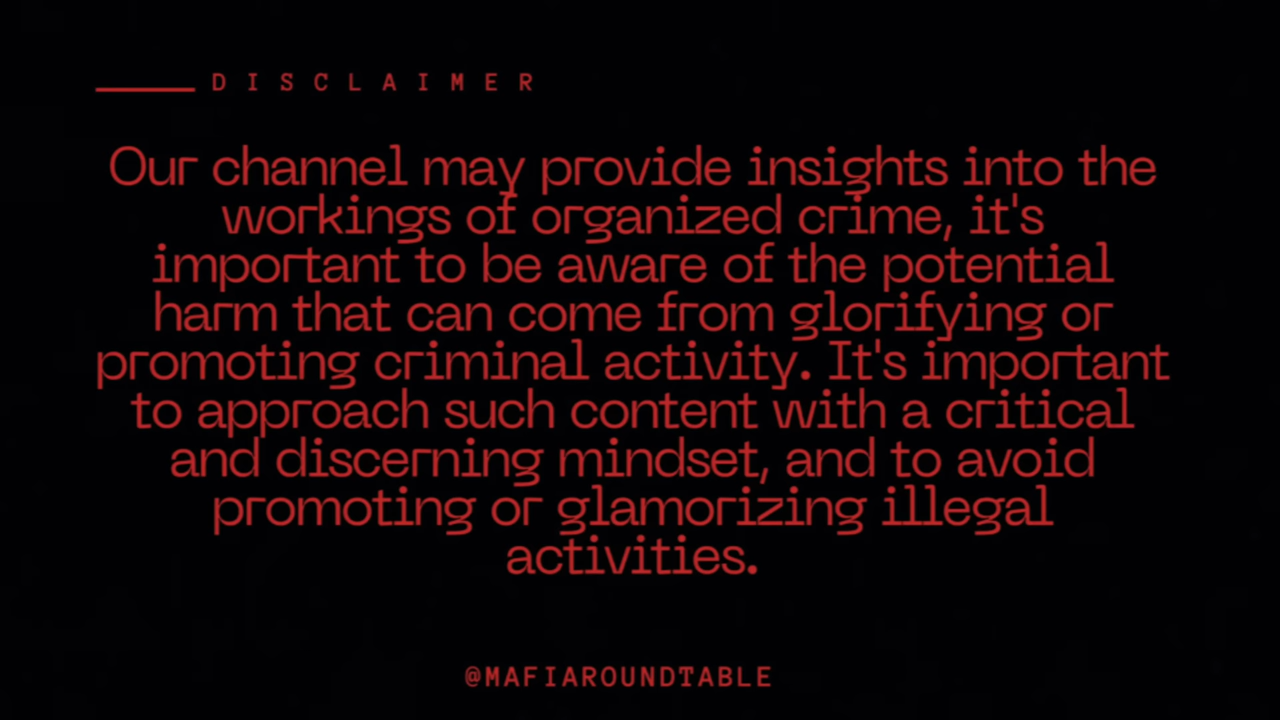 DISCLAIMER
Our channel may provide insights into the
workings of organized crime, it's
important to be aware of the potential
harm that can come from glorifying or
promoting criminal activity. It's important
to approach such content with a critical
and discerning mindset, and to avoid
promoting or glamorizing illegal
activities.
@MAFIAROUNDTABLE